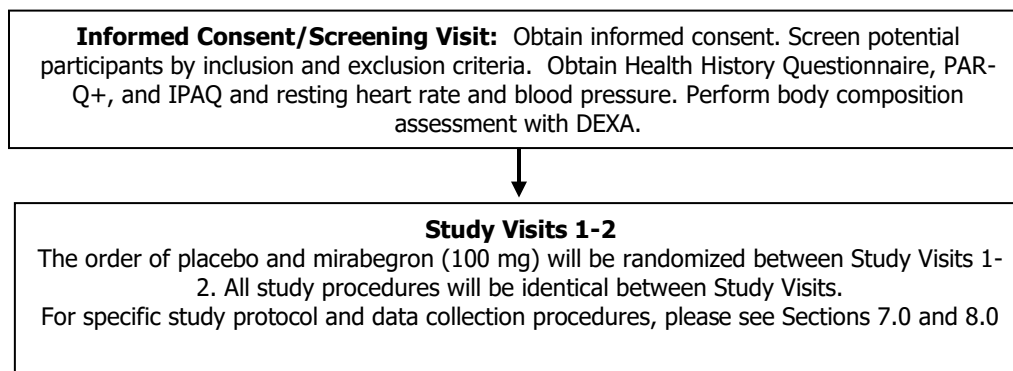 Informed Consent/Screening Visit: Obtain informed consent. Screen potential
participants by inclusion and exclusion criteria. Obtain Health History Questionnaire, PAR-
Q+, and IPAQ and resting heart rate and blood pressure. Perform body composition
assessment with DEXA.
Study Visits 1-2
The order of placebo and mirabegron (100 mg) will be randomized between Study Visits 1-
2. All study procedures will be identical between Study Visits.
For specific study protocol and data collection procedures, please see Sections 7.0 and 8.0